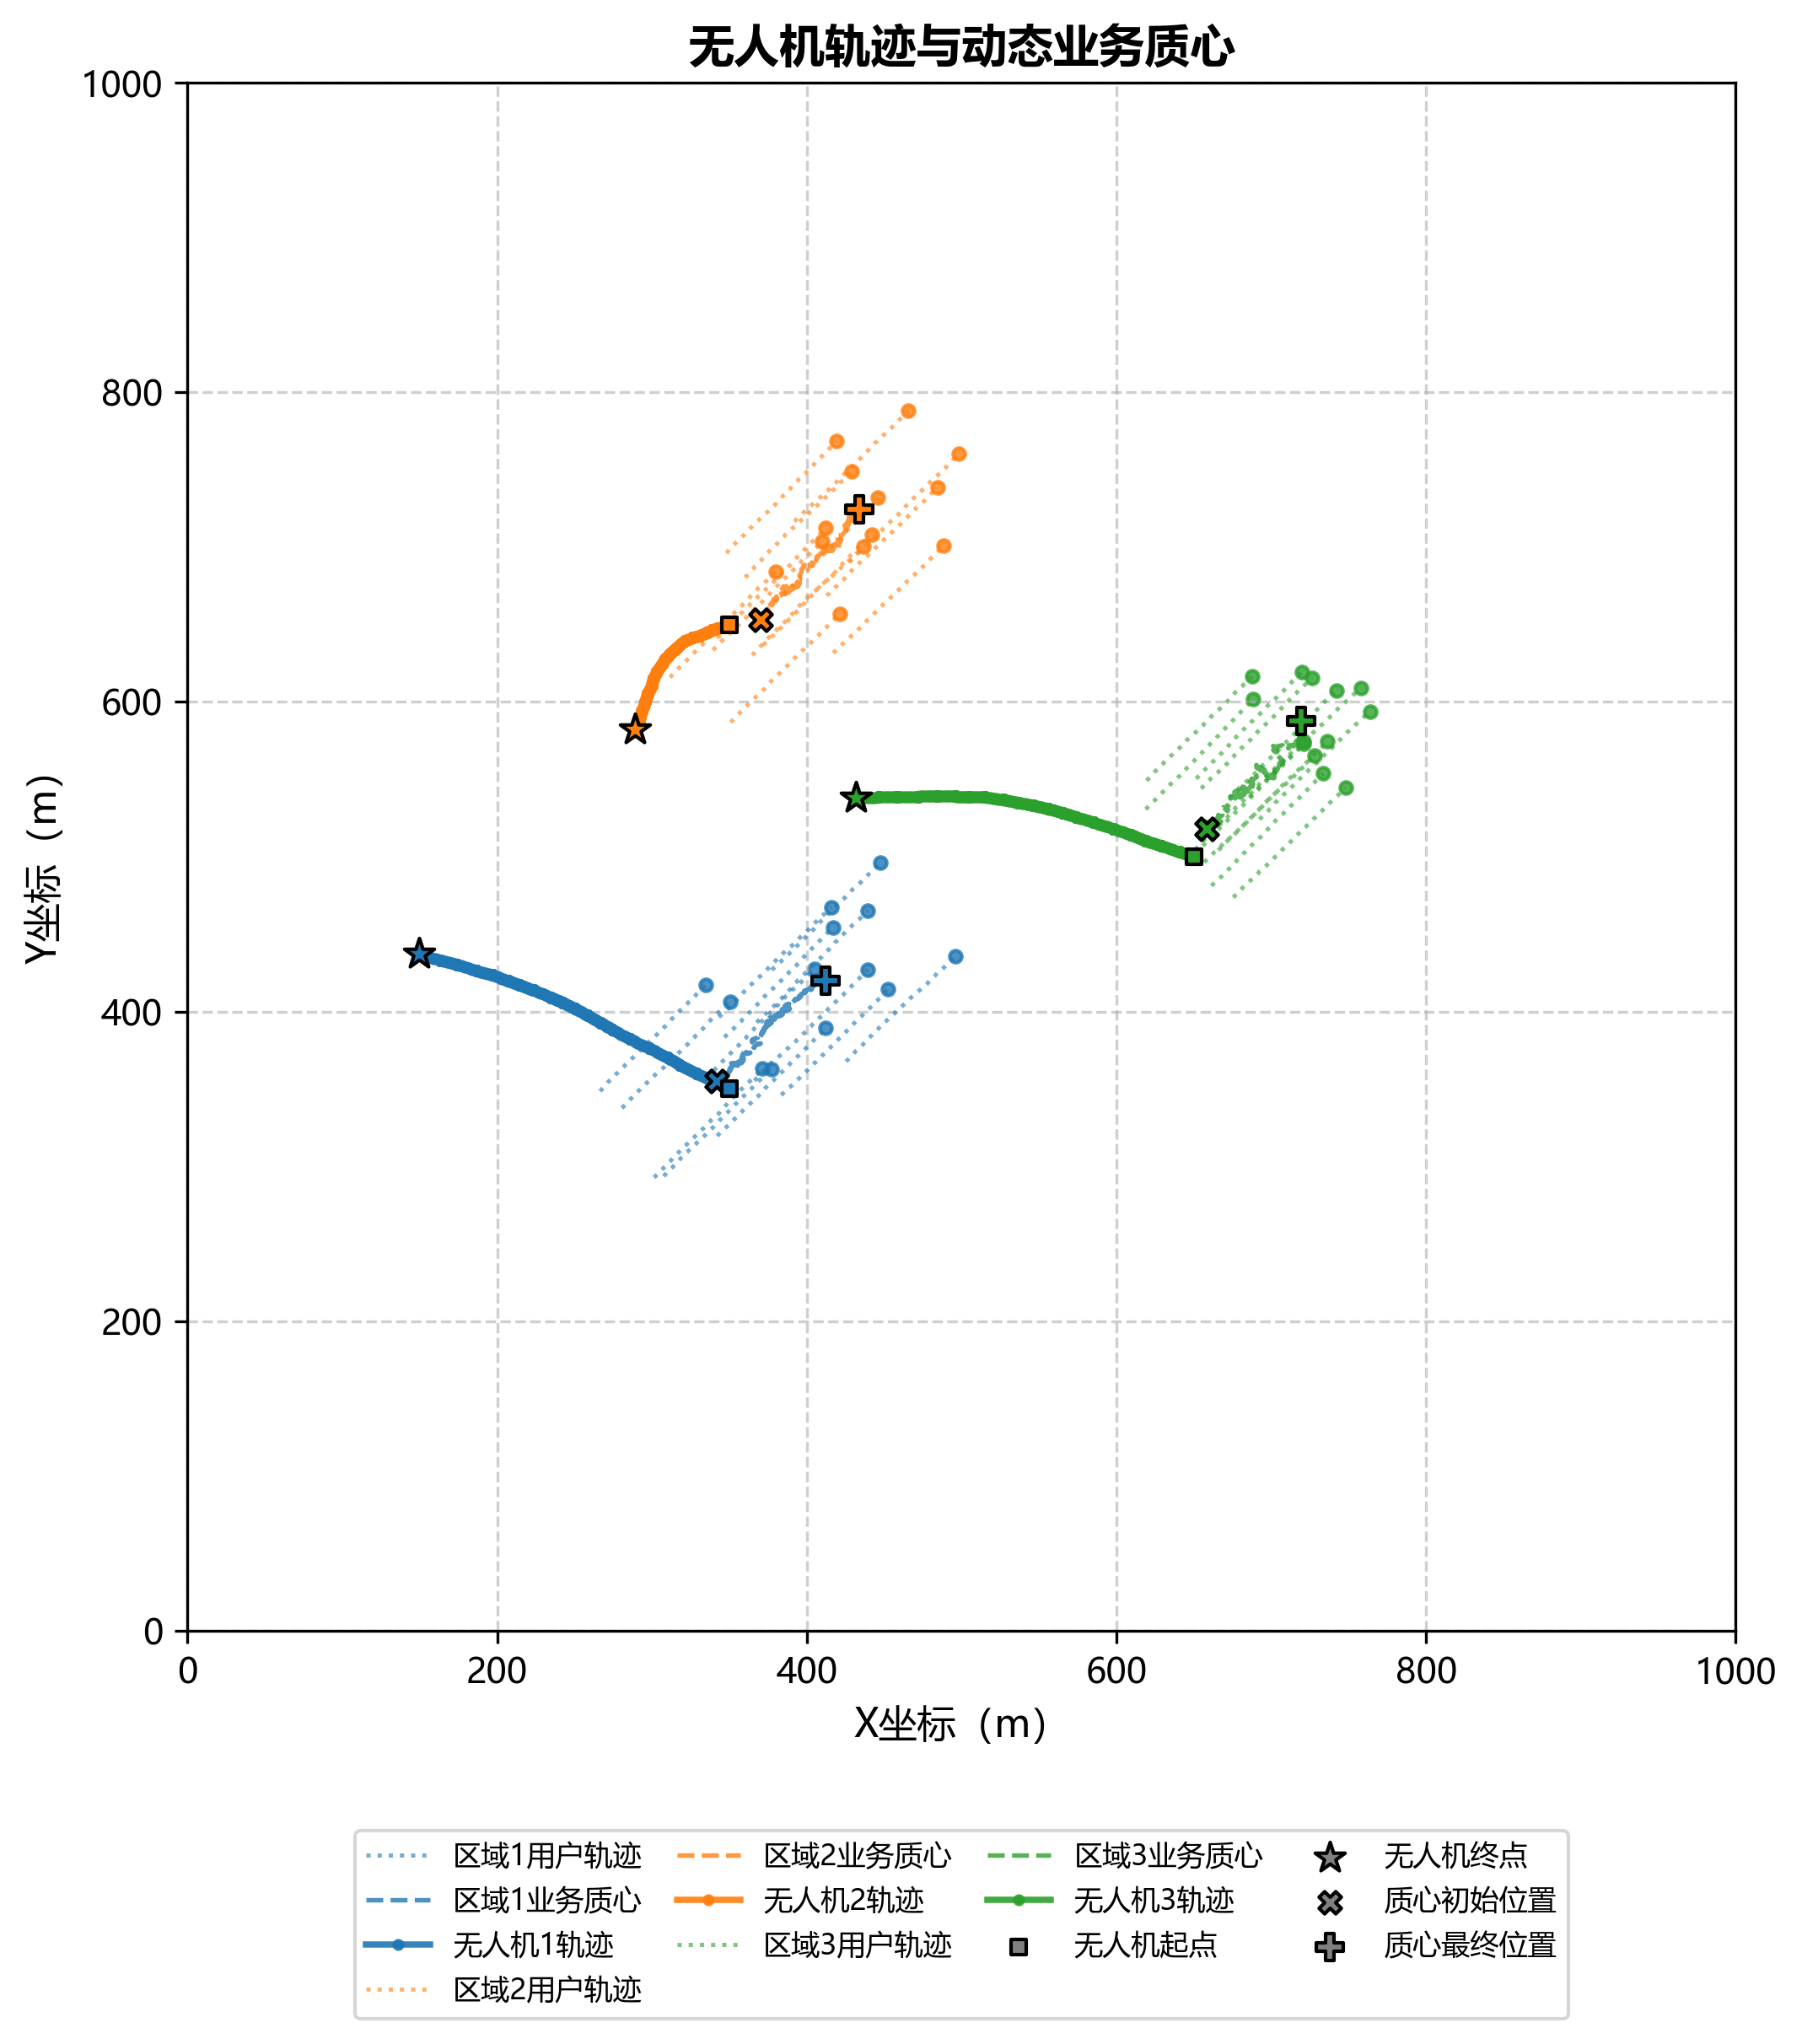 无人机轨迹与动态业务质心
1000
800
600
400
200
0
Y坐标（m）
0 200 400 600 800 1000
X坐标（m）
区域1用户轨迹 区域2业务质心 区域3业务质心 无人机终点
区域1业务质心 无人机2轨迹 无人机3轨迹 质心初始位置
无人机1轨迹 区域3用户轨迹 无人机起点 质心最终位置
区域2用户轨迹